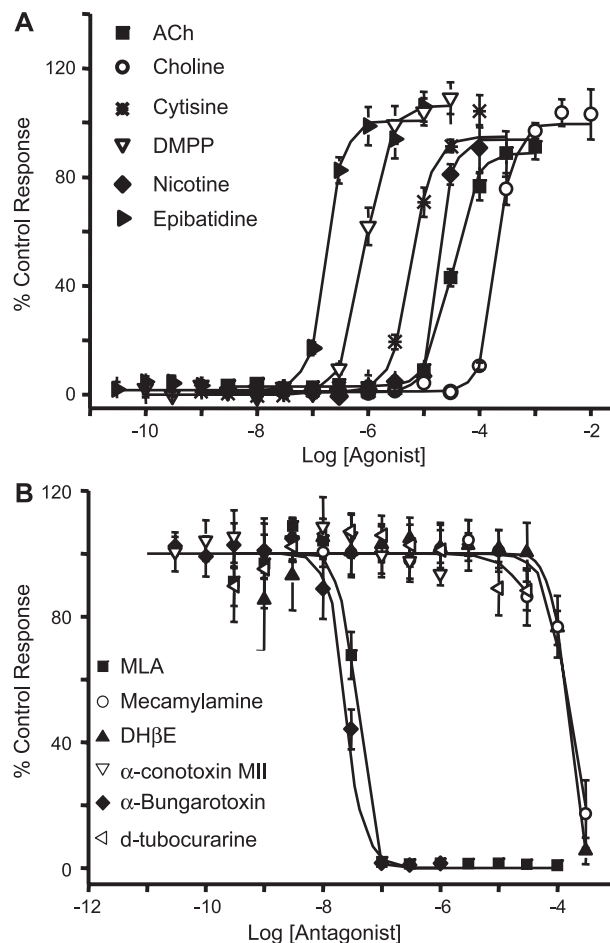 A
ACh
Choline
Cytisine
DMPP
Nicotine
Epibatidine
% Control Response
120
80
40
0
-10
-8
-6
-4
-2
Log [Agonist]
B
% Control Response
120
80
40
0
MLA
Mecamylamine
DHβE
α-conotoxin MII
α-Bungarotoxin
d-tubocurarine
-12
-10
-8
-6
-4
Log [Antagonist]